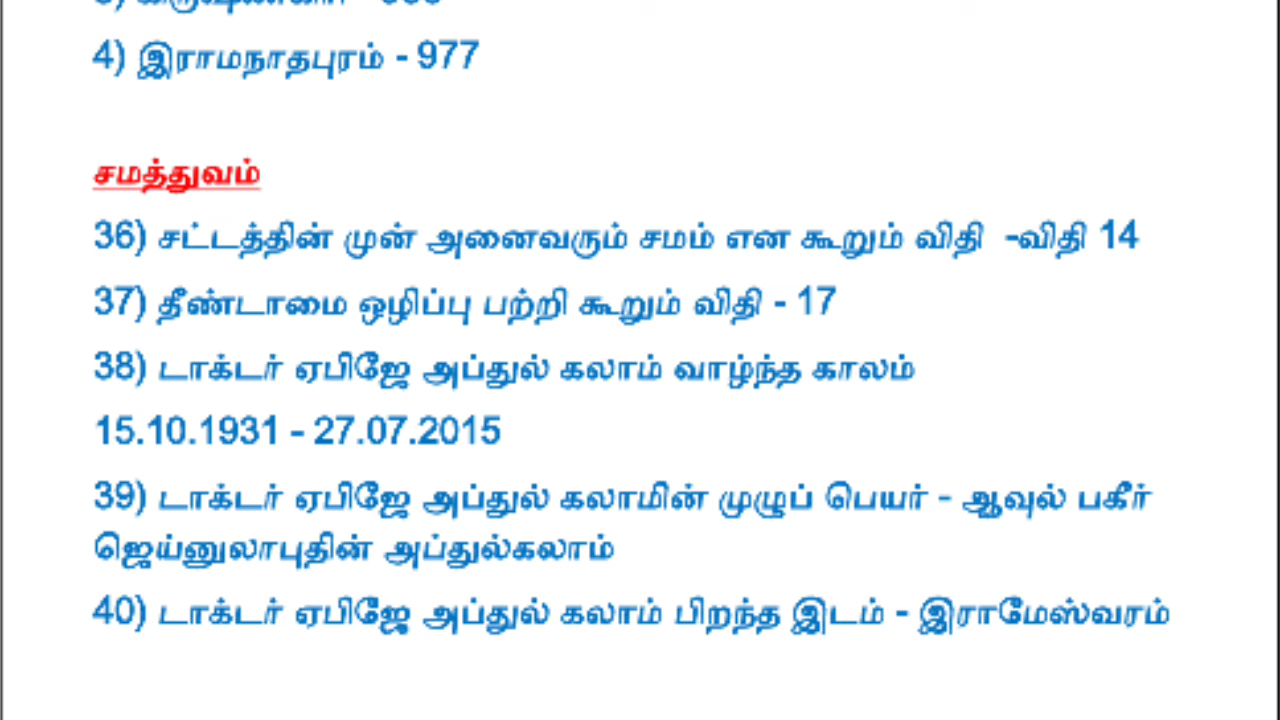 4) இராமநாதபுரம் - 977
சமத்துவம்
36) சட்டத்தின் முன் அனைவரும் சமம் என கூறும் விதி -விதி 14
37) தீண்டாமை ஒழிப்பு பற்றி கூறும் விதி - 17
38) டாக்டர் ஏபிஜே அப்துல் கலாம் வாழ்ந்த காலம்
15.10.1931 - 27.07.2015
39) டாக்டர் ஏபிஜே அப்துல் கலாமின் முழுப் பெயர் - ஆவுல் பகீர்
ஜெய்னுலாபுதின் அப்துல்கலாம்
40) டாக்டர் ஏபிஜே அப்துல் கலாம் பிறந்த இடம் - இராமேஸ்வரம்